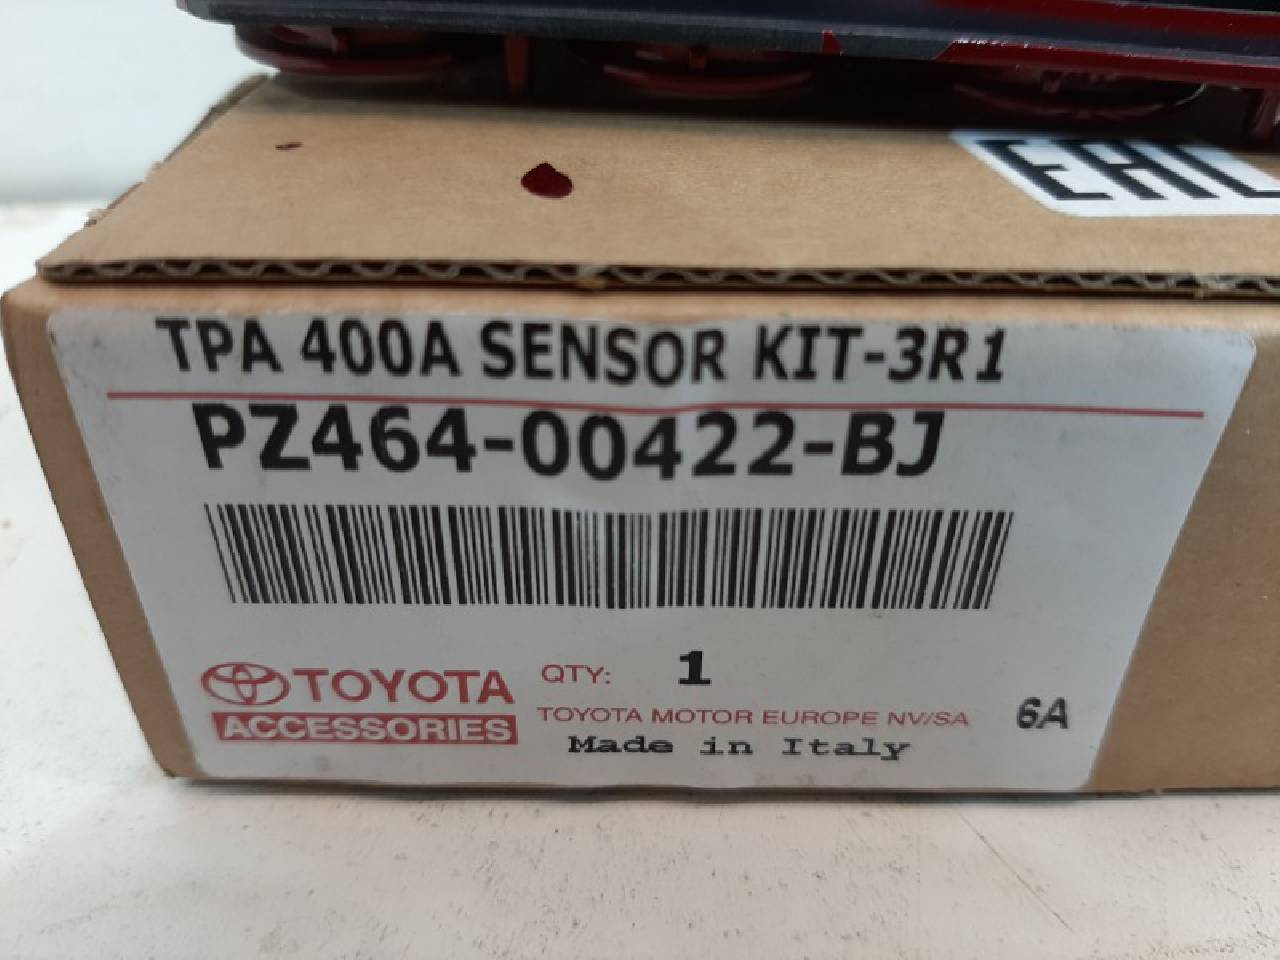 EAC
TPA 400A SENSOR KIT-3R1
PZ464-00422-BJ
TOYOTA
ACCESSORIES
QTY: 1
TOYOTA MOTOR EUROPE NV/SA
Made in Italy
6A